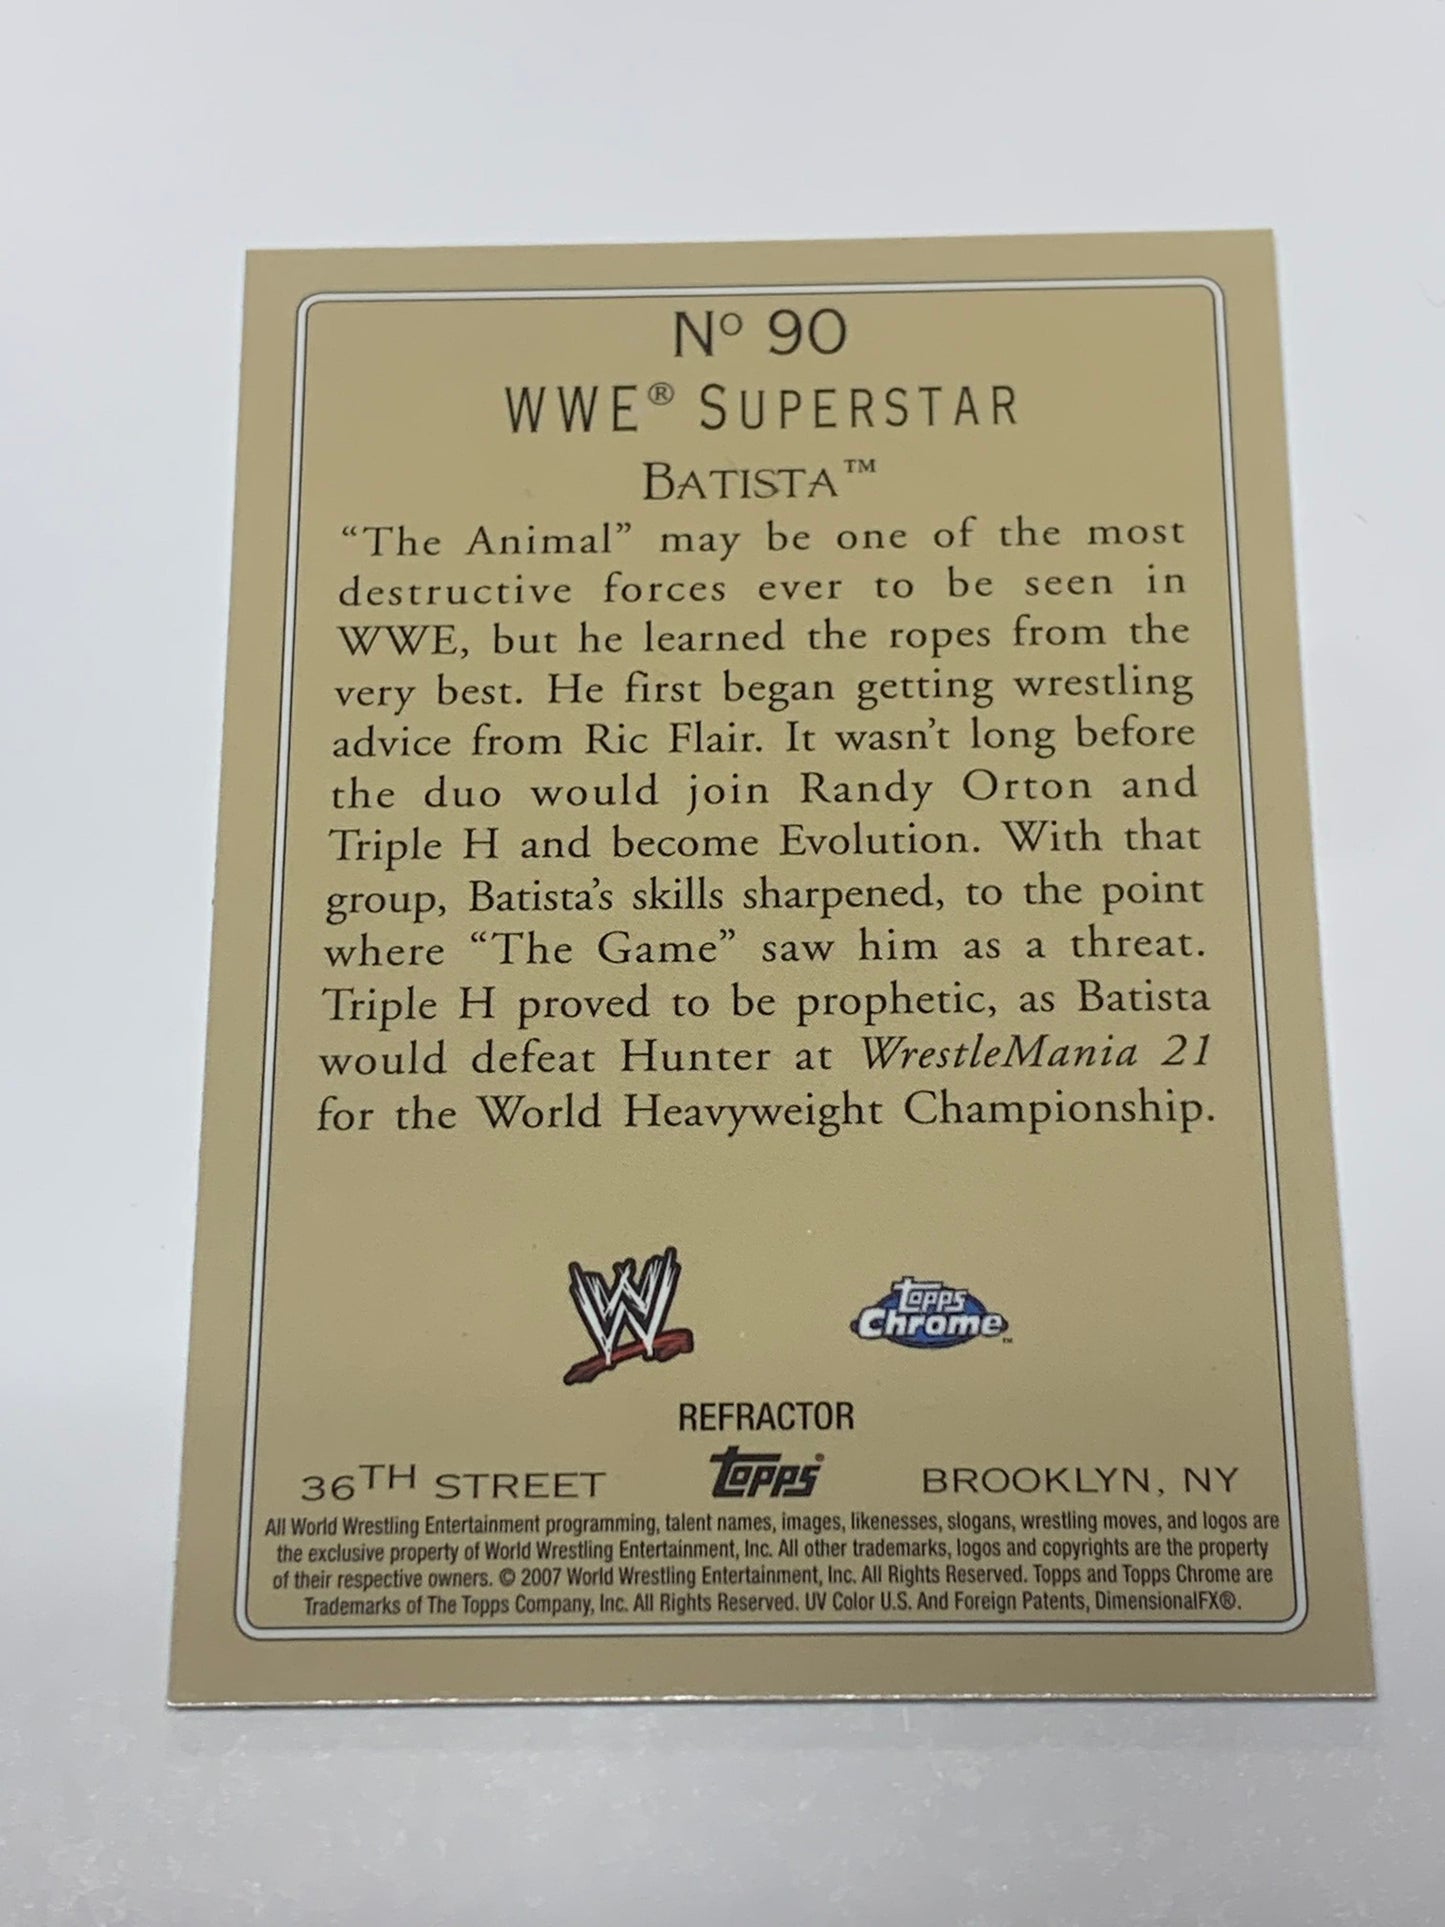 Nº 90
WWE® SUPERSTAR
BATISTA™
“The Animal” may be one of the most
destructive forces ever to be seen in
WWE, but he learned the ropes from the
very best. He first began getting wrestling
advice from Ric Flair. It wasn’t long before
the duo would join Randy Orton and
Triple H and become Evolution. With that
group, Batista’s skills sharpened, to the point
where “The Game” saw him as a threat.
Triple H proved to be prophetic, as Batista
would defeat Hunter at WrestleMania 21
for the World Heavyweight Championship.
W
topps
Chrome™
REFRACTOR
36TH STREET topps® BROOKLYN, NY
All World Wrestling Entertainment programming, talent names, images, likenesses, slogans, wrestling moves, and logos are
the exclusive property of World Wrestling Entertainment, Inc. All other trademarks, logos and copyrights are the property
of their respective owners. © 2007 World Wrestling Entertainment, Inc. All Rights Reserved. Topps and Topps Chrome are
Trademarks of The Topps Company, Inc. All Rights Reserved. UV Color U.S. And Foreign Patents, DimensionalFX®.